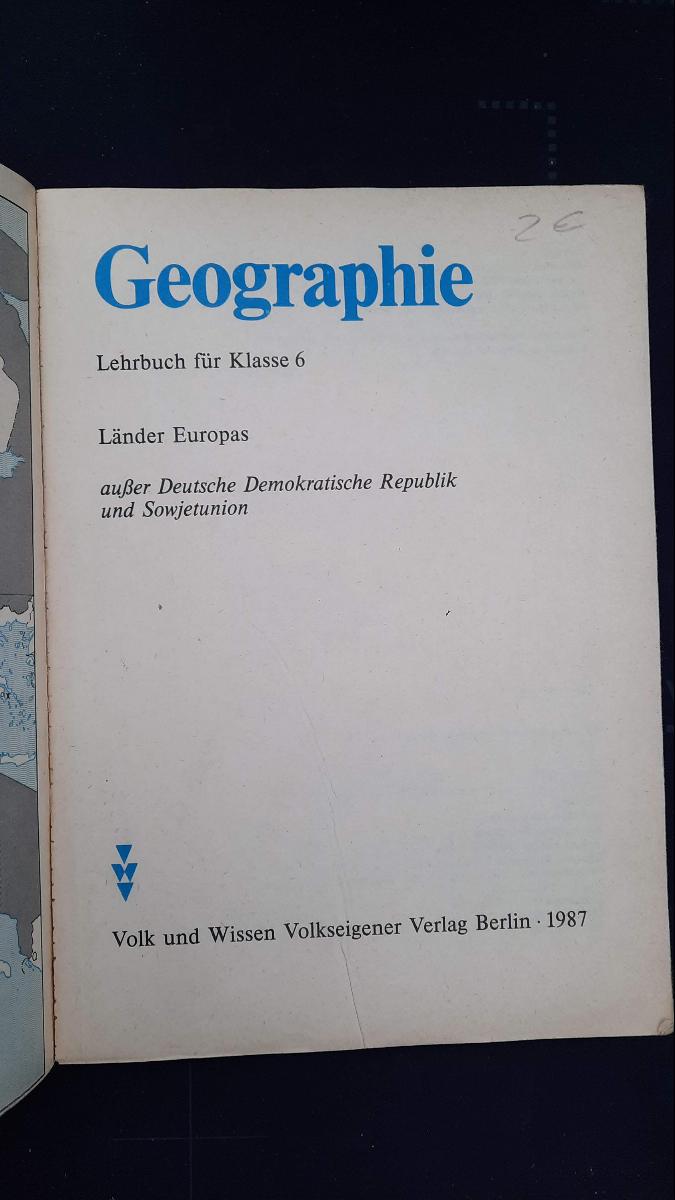 2 €
Geographie
Lehrbuch für Klasse 6
Länder Europas
außer Deutsche Demokratische Republik
und Sowjetunion
Volk und Wissen Volkseigener Verlag Berlin · 1987